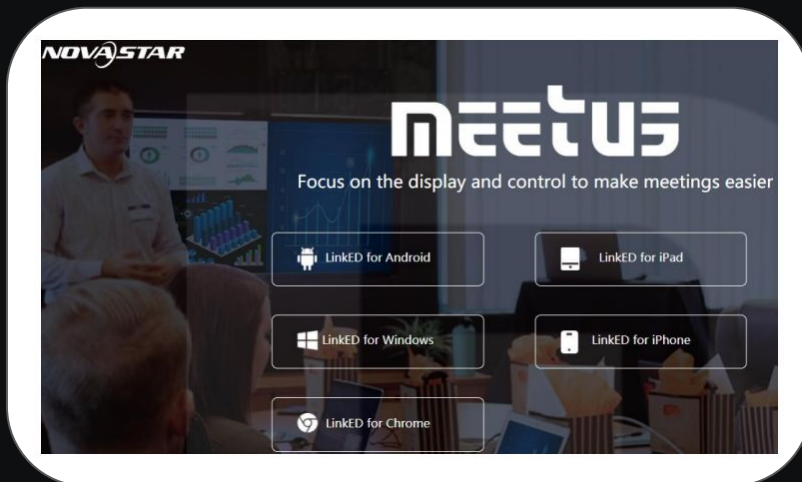 NOVASTAR
meetus
Focus on the display and control to make meetings easier
LinkED for Android
LinkED for iPad
LinkED for Windows
LinkED for iPhone
LinkED for Chrome